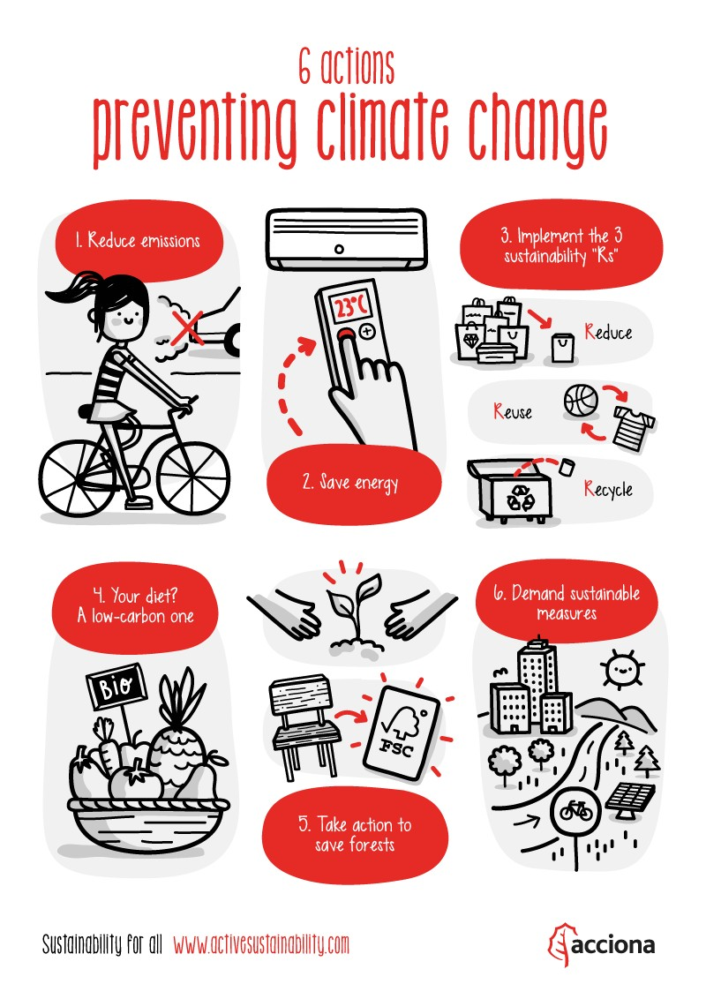 6 actions
preventing climate change
1. Reduce emissions
23°C
+
2. Save energy
3. Implement the 3
sustainability "Rs"
Reduce
Reuse
Recycle
4. Your diet?
A low-carbon one
Bio
FSC
5. Take action to
save forests
6. Demand sustainable
measures
Sustainability for all www.activesustainability.com
acciona